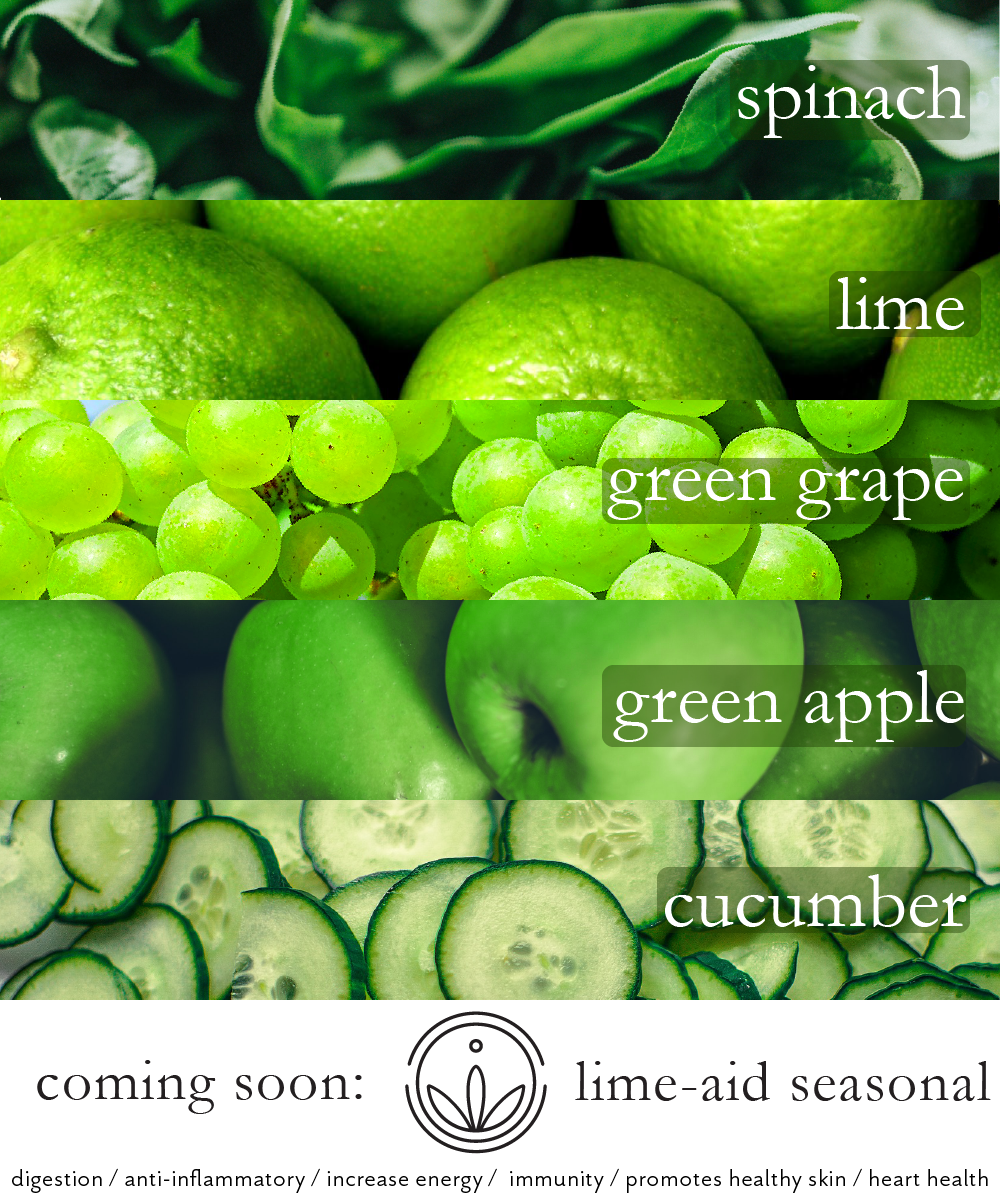 spinach
lime
green grape
green apple
cucumber
coming soon: lime-aid seasonal
digestion / anti-inflammatory / increase energy / immunity / promotes healthy skin / heart health